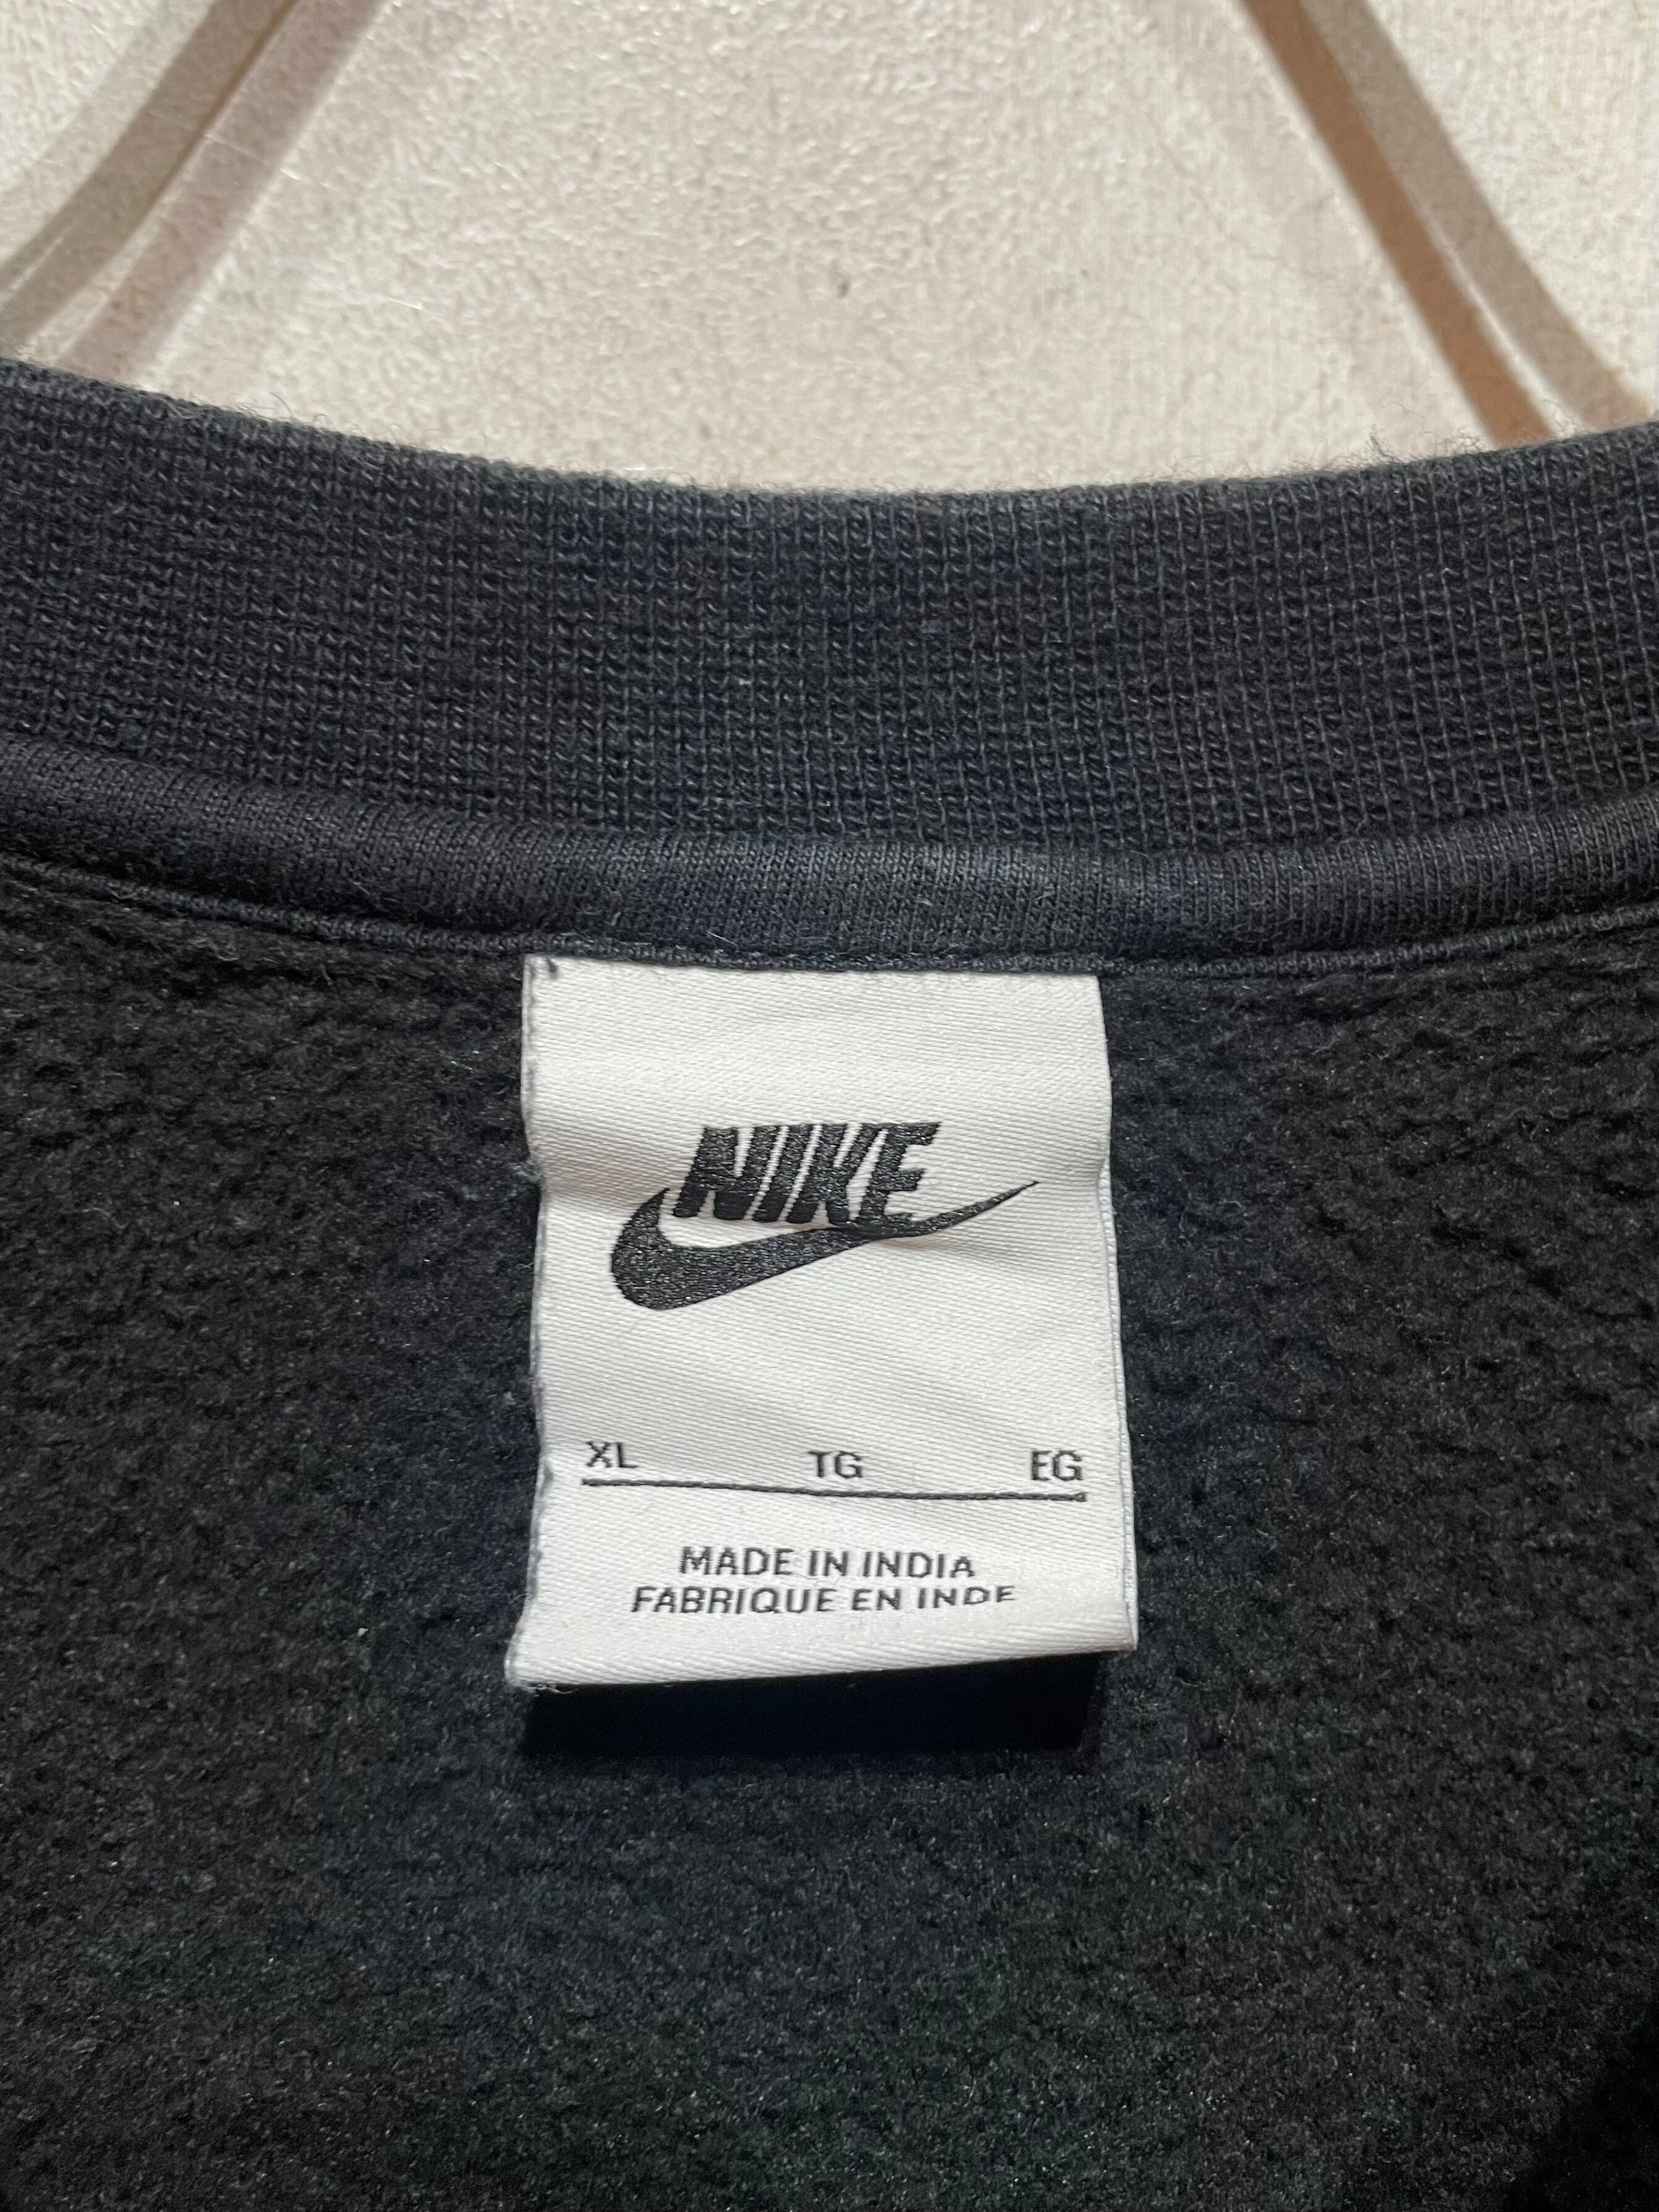 NIKE
XL TG EG
MADE IN INDIA
FABRIQUE EN INDE